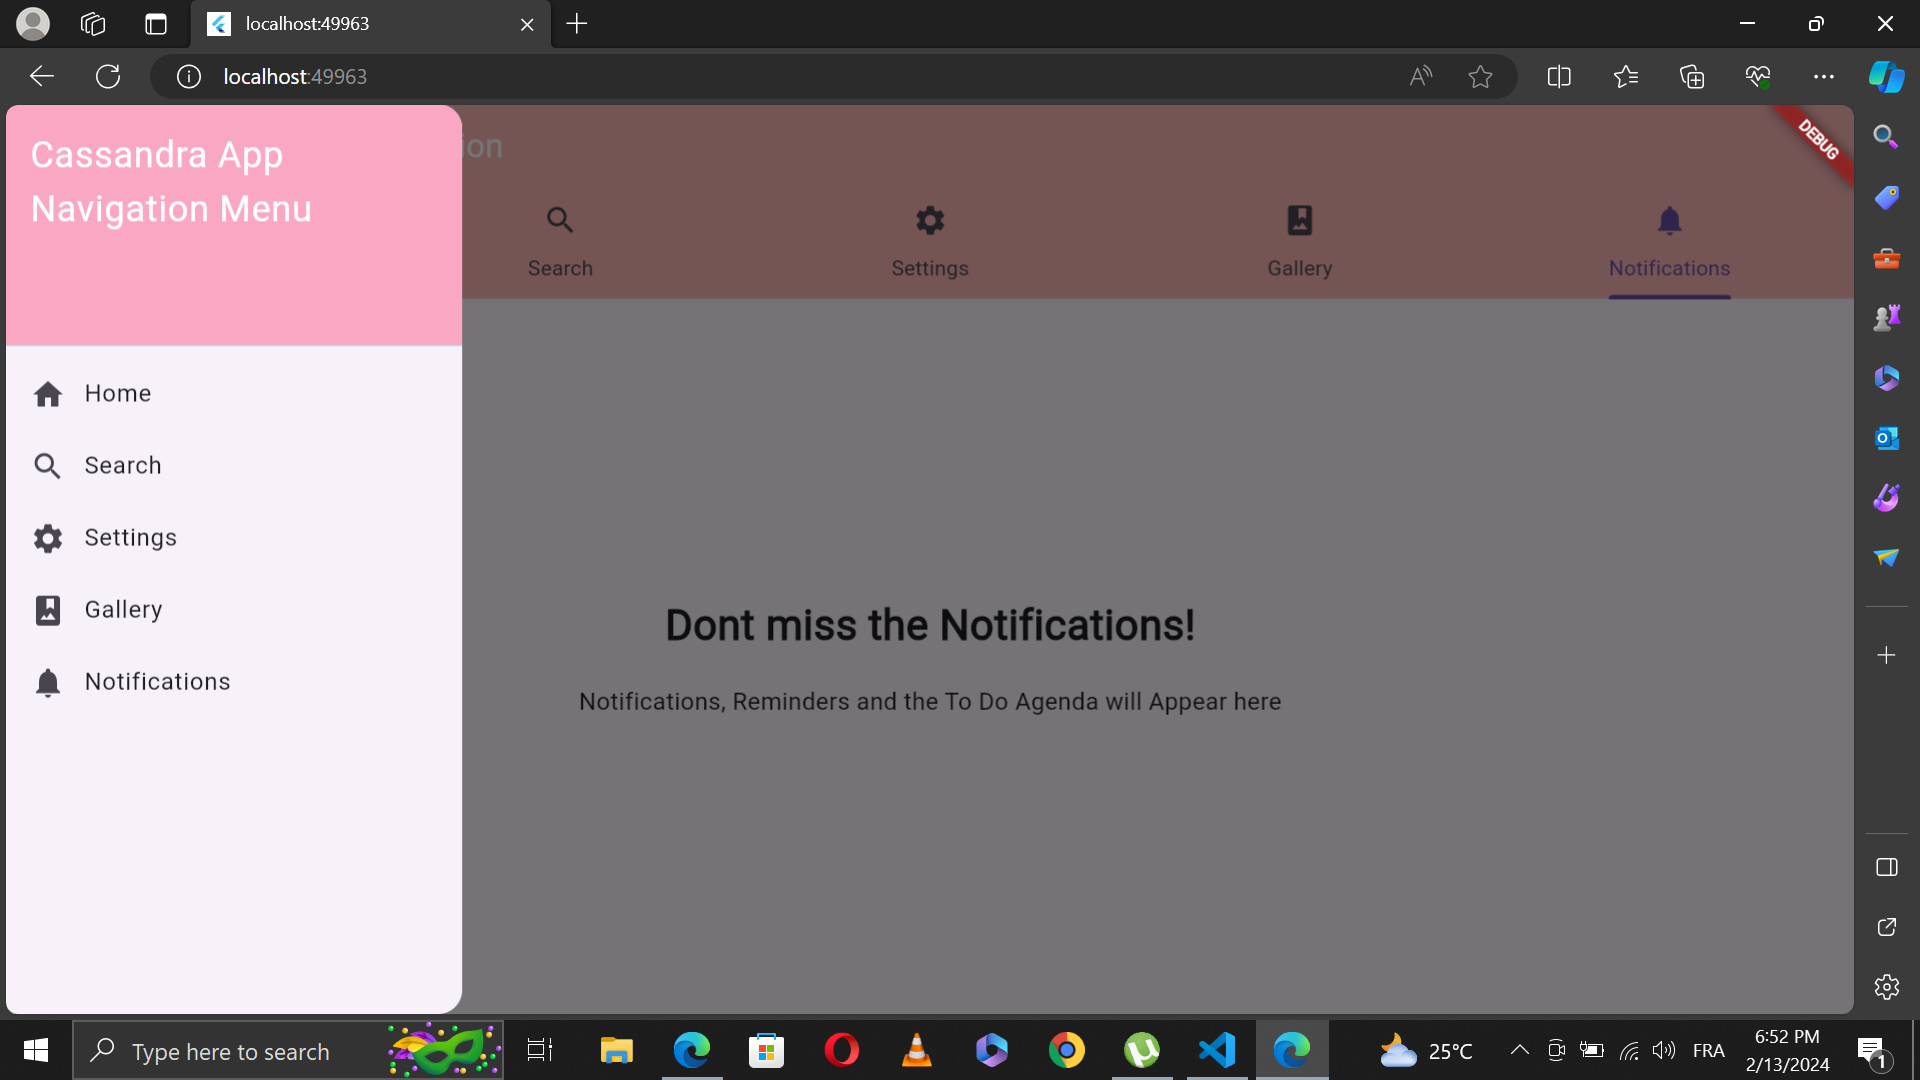 localhost:49963
localhost:49963
Cassandra App
Navigation Menu
ion
DEBUG
Search
Settings
Gallery
Notifications
Home
Search
Settings
Gallery
Notifications
Dont miss the Notifications!
Notifications, Reminders and the To Do Agenda will Appear here
Type here to search
25°C
FRA
6:52 PM
2/13/2024
1